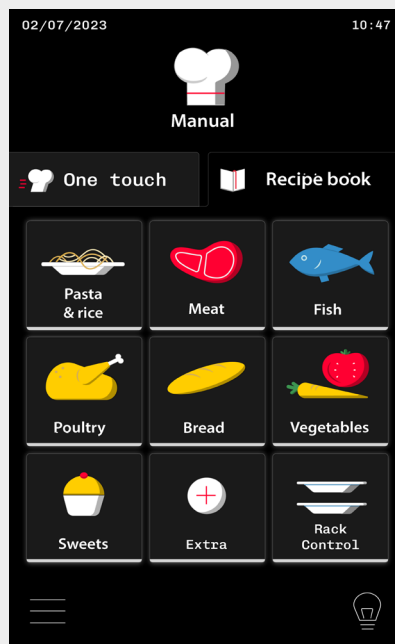 02/07/2023 10:47
Manual
One touch Recipe book
Pasta
& rice
Meat
Fish
Poultry
Bread
Vegetables
Sweets
Extra
Rack
Control